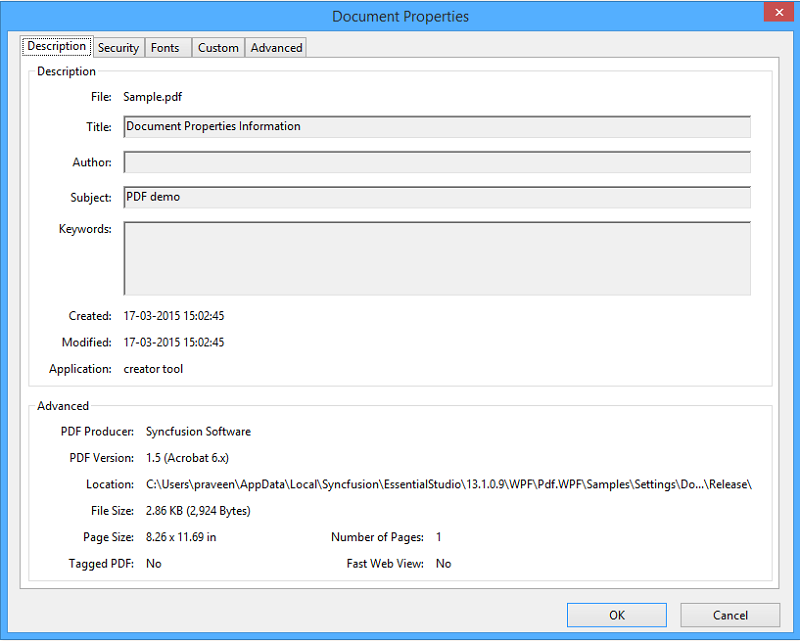 Document Properties
Description Security Fonts Custom Advanced
Description
File: Sample.pdf
Title: Document Properties Information
Author:
Subject: PDF demo
Keywords:
Created: 17-03-2015 15:02:45
Modified: 17-03-2015 15:02:45
Application: creator tool
Advanced
PDF Producer: Syncfusion Software
PDF Version: 1.5 (Acrobat 6.x)
Location: C:\Users\praveen\AppData\Local\Syncfusion\EssentialStudio\13.1.0.9\WPF\Pdf.WPF\Samples\Settings\Do...\Release\
File Size: 2.86 KB (2,924 Bytes)
Page Size: 8.26 x 11.69 in Number of Pages: 1
Tagged PDF: No Fast Web View: No
OK Cancel